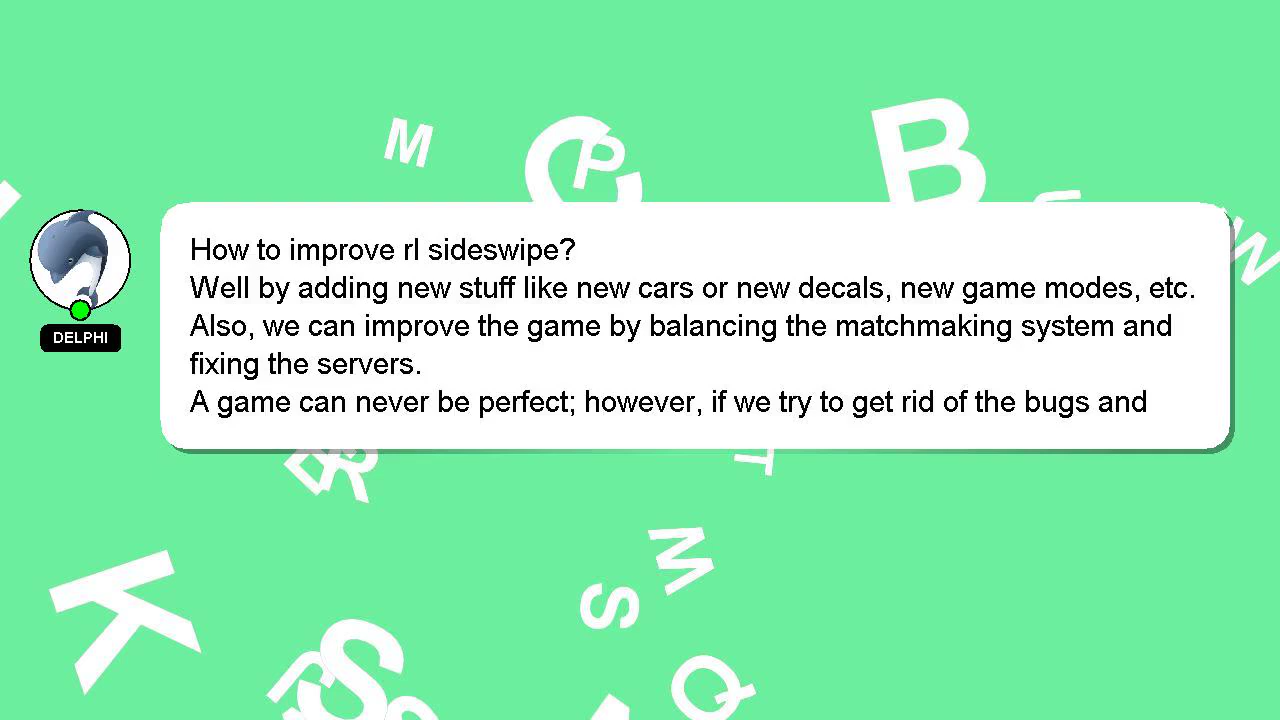 M
C
P
B
U
W
How to improve rl sideswipe?
Well by adding new stuff like new cars or new decals, new game modes, etc.
Also, we can improve the game by balancing the matchmaking system and
fixing the servers.
A game can never be perfect; however, if we try to get rid of the bugs and
DELPHI
R
T
M
K
S
S
Q